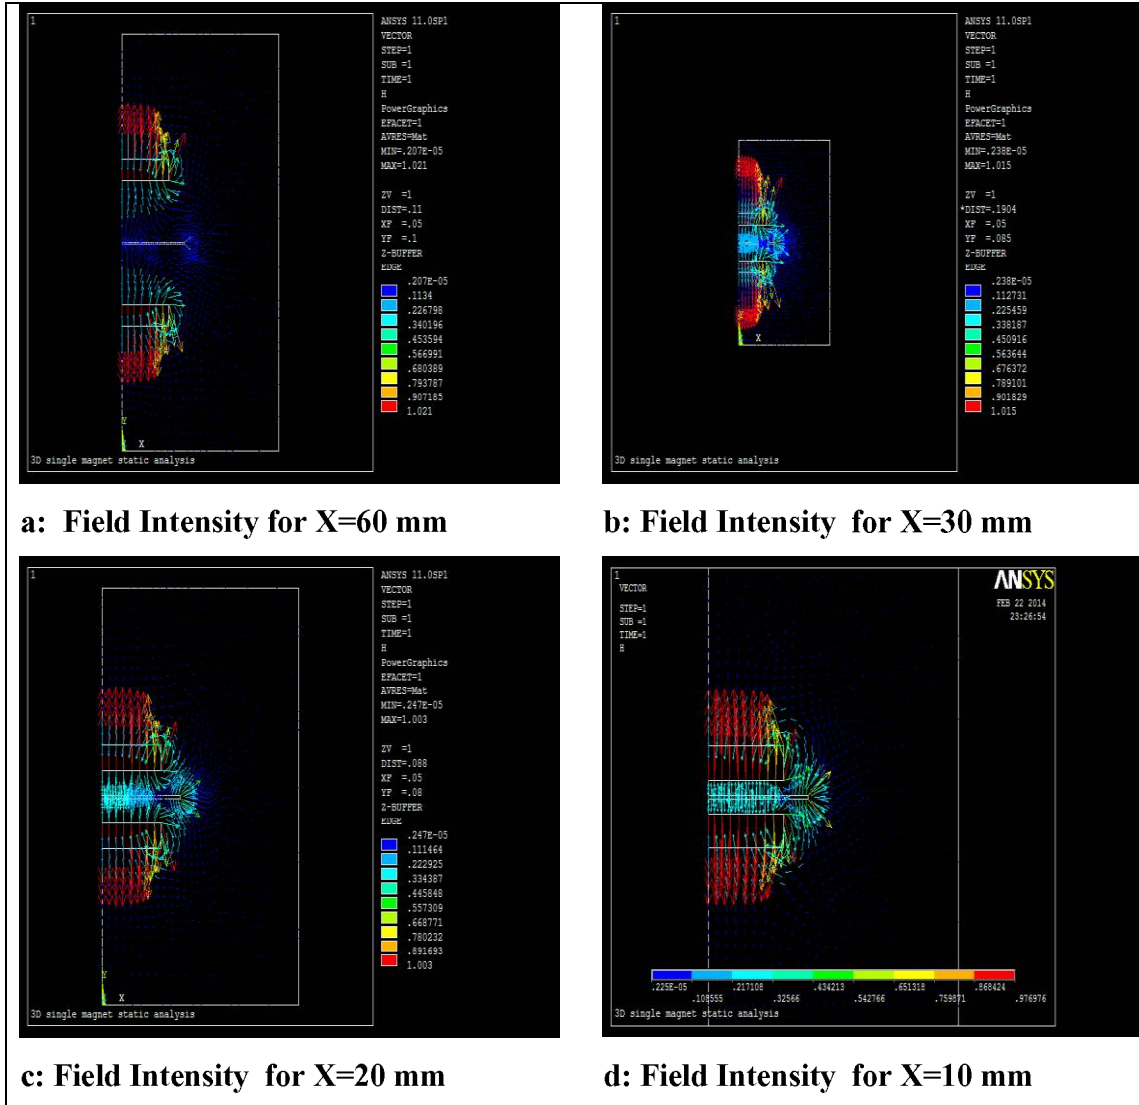 1
ANSYS 11.0SP1
VECTOR
STEP=1
SUB =1
TIME=1
H
PowerGraphics
EFACET=1
AVRES=Mat
MIN=.207E-05
MAX=1.021
ZV =1
DIST=.11
XF =.05
YF =.1
Z-BUFFER
EDGE
.207E-05
.1134
.226798
.340196
.453594
.566991
.680389
.793787
.907185
1.021
Y
X
3D single magnet static analysis
a: Field Intensity for X=60 mm
1
ANSYS 11.0SP1
VECTOR
STEP=1
SUB =1
TIME=1
H
PowerGraphics
EFACET=1
AVRES=Mat
MIN=.238E-05
MAX=1.015
ZV =1
*DIST=.1904
XF =.05
YF =.085
Z-BUFFER
EDGE
.238E-05
.112731
.225459
.338187
.450916
.563644
.676372
.789101
.901829
1.015
X
3D single magnet static analysis
b: Field Intensity for X=30 mm
1
ANSYS 11.0SP1
VECTOR
STEP=1
SUB =1
TIME=1
H
PowerGraphics
EFACET=1
AVRES=Mat
MIN=.247E-05
MAX=1.003
ZV =1
DIST=.088
XF =.05
YF =.08
Z-BUFFER
EDGE
.247E-05
.111464
.222925
.334387
.445848
.557309
.668771
.780232
.891693
1.003
Y
X
3D single magnet static analysis
c: Field Intensity for X=20 mm
1
VECTOR
STEP=1
SUB =1
TIME=1
H
ANSYS
FEB 22 2014
23:26:54
.225E-05 .217108 .434213 .651318 .868424
.108555 .32566 .542766 .759871 .976976
3D single magnet static analysis
d: Field Intensity for X=10 mm